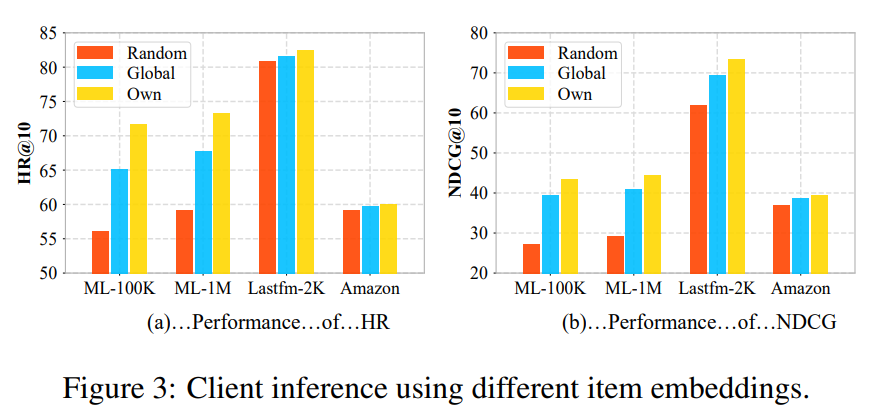 85
80
75
70
65
60
55
50
HR@10
Random
Global
Own
ML-100K ML-1M Lastfm-2K Amazon
(a)…Performance…of…HR
80
70
60
50
40
30
20
NDCG@10
Random
Global
Own
ML-100K ML-1M Lastfm-2K Amazon
(b)…Performance…of…NDCG
Figure 3: Client inference using different item embeddings.